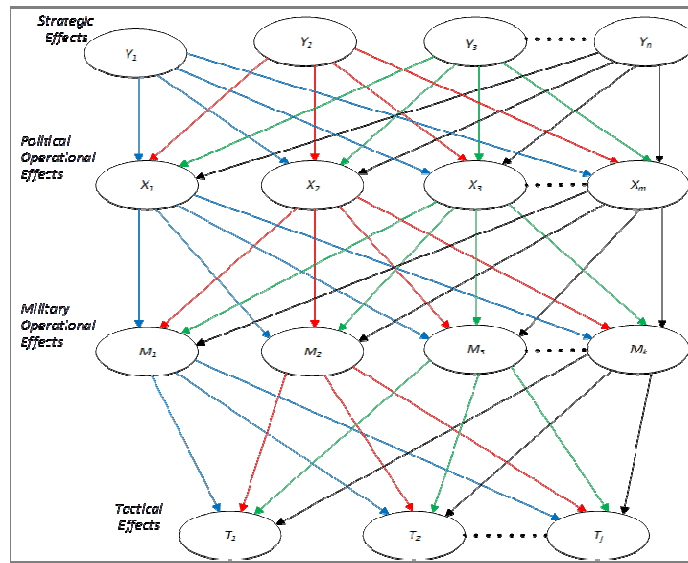 Strategic
Effects
Y1 Y2 Y3 Yn
Political
Operational
Effects
X1 X2 X3 Xm
Military
Operational
Effects
M1 M2 M3 Mk
Tactical
Effects
T1 T2 Tj